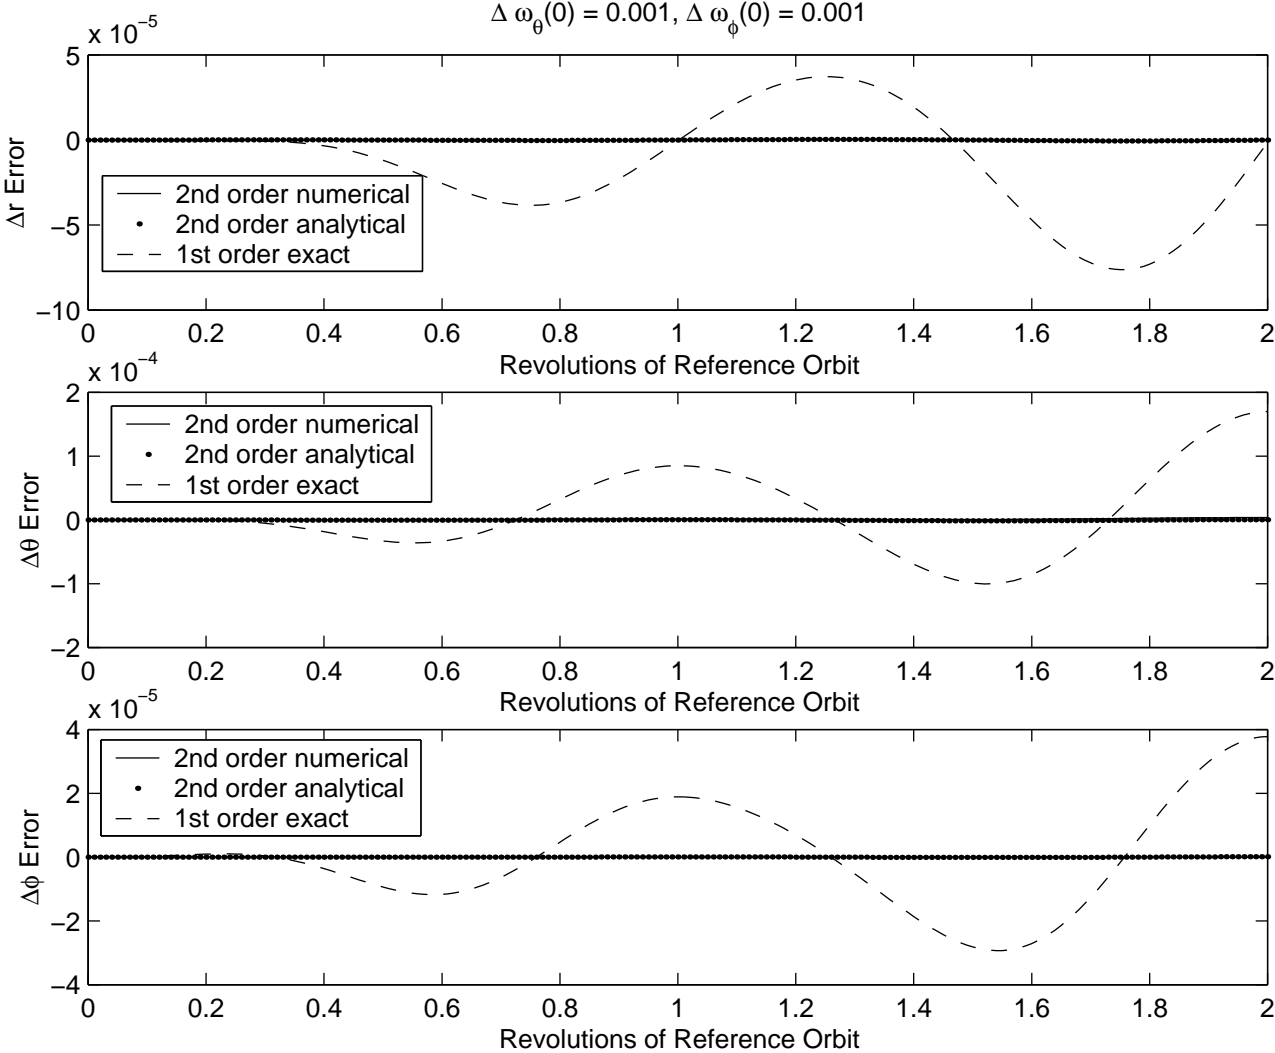 Δ ω_θ(0) = 0.001, Δ ω_ϕ(0) = 0.001
x 10^−5
5
0
−5
−10
Δr Error
2nd order numerical
2nd order analytical
1st order exact
0 0.2 0.4 0.6 0.8 1 1.2 1.4 1.6 1.8 2
Revolutions of Reference Orbit
x 10^−4
2
1
0
−1
−2
Δθ Error
2nd order numerical
2nd order analytical
1st order exact
0 0.2 0.4 0.6 0.8 1 1.2 1.4 1.6 1.8 2
Revolutions of Reference Orbit
x 10^−5
4
2
0
−2
−4
Δϕ Error
2nd order numerical
2nd order analytical
1st order exact
0 0.2 0.4 0.6 0.8 1 1.2 1.4 1.6 1.8 2
Revolutions of Reference Orbit